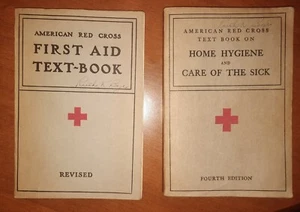 AMERICAN RED CROSS
FIRST AID
TEXT-BOOK
REVISED
AMERICAN RED CROSS
TEXT BOOK ON
HOME HYGIENE
AND
CARE OF THE SICK
FOURTH EDITION